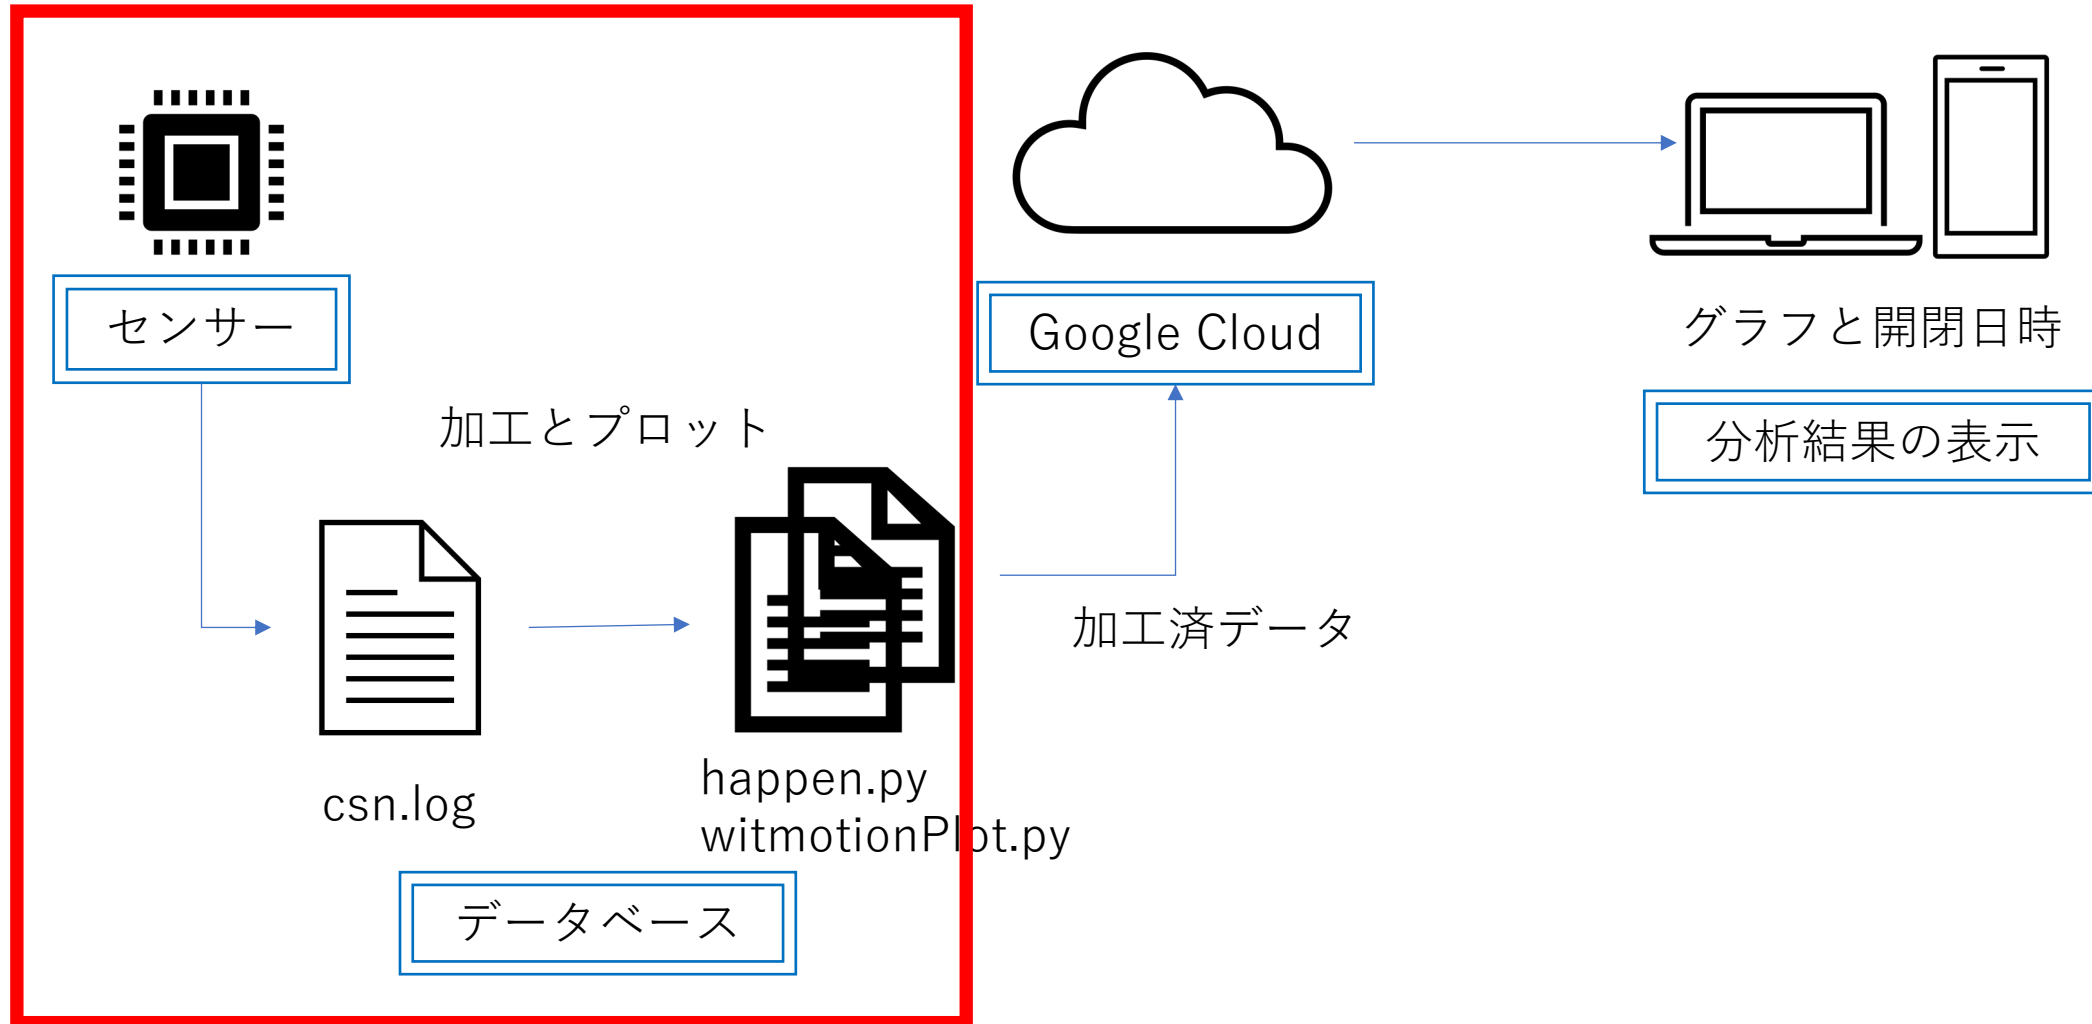 センサー
Google Cloud
グラフと開閉日時
分析結果の表示
加工とプロット
加工済データ
csn.log
happen.py
witmotionPlot.py
データベース